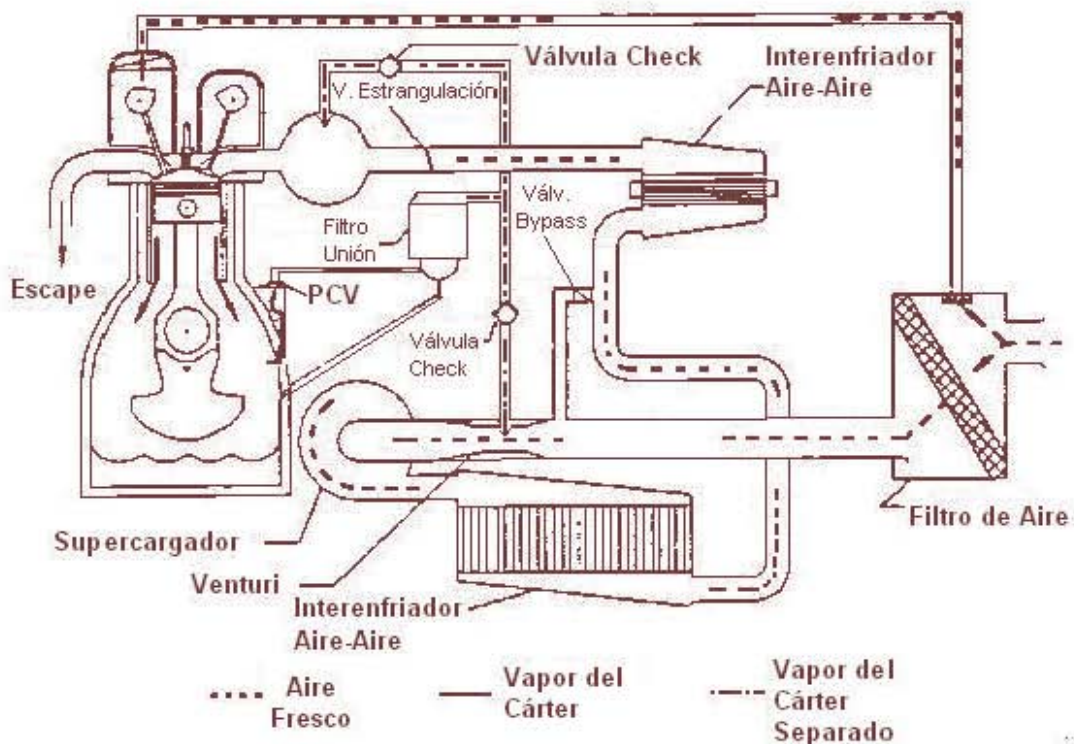 Válvula Check
Interenfriador
Aire-Aire
V. Estrangulación
Válv.
Bypass
Filtro
Unión
Escape
PCV
Válvula
Check
Filtro de Aire
Supercargador
Venturi
Interenfriador
Aire-Aire
Aire
Fresco
Vapor del
Cárter
Vapor del
Cárter
Separado